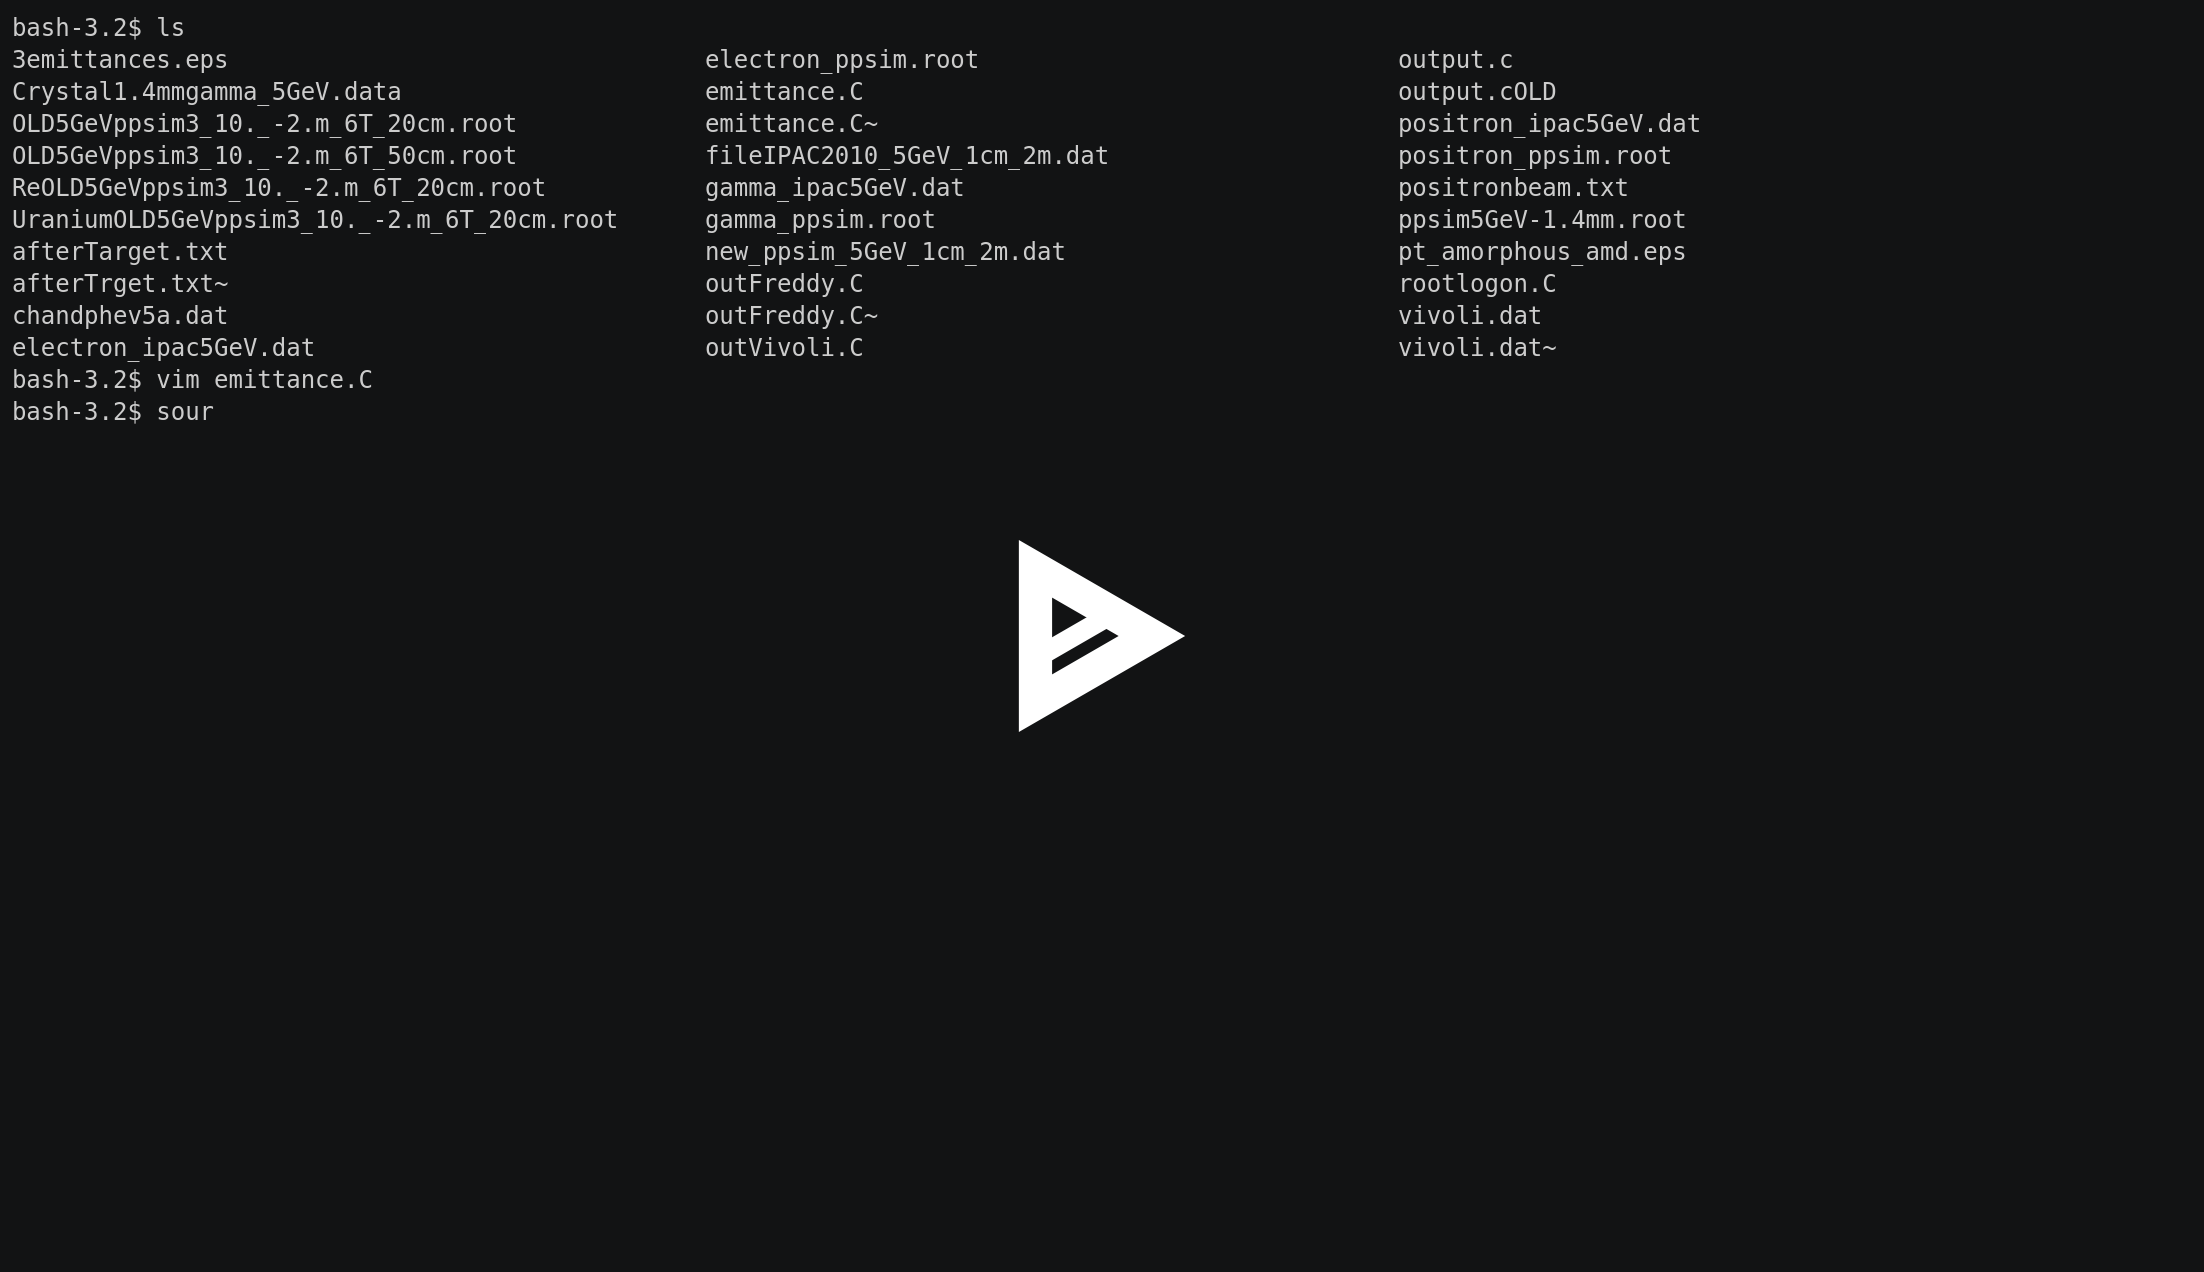 bash-3.2$ ls
3emittances.eps electron_ppsim.root output.c
Crystal1.4mmgamma_5GeV.data emittance.C output.cOLD
OLD5GeVppsim3_10._-2.m_6T_20cm.root emittance.C~ positron_ipac5GeV.dat
OLD5GeVppsim3_10._-2.m_6T_50cm.root fileIPAC2010_5GeV_1cm_2m.dat positron_ppsim.root
ReOLD5GeVppsim3_10._-2.m_6T_20cm.root gamma_ipac5GeV.dat positronbeam.txt
UraniumOLD5GeVppsim3_10._-2.m_6T_20cm.root gamma_ppsim.root ppsim5GeV-1.4mm.root
afterTarget.txt new_ppsim_5GeV_1cm_2m.dat pt_amorphous_amd.eps
afterTrget.txt~ outFreddy.C rootlogon.C
chandphev5a.dat outFreddy.C~ vivoli.dat
electron_ipac5GeV.dat outVivoli.C vivoli.dat~
bash-3.2$ vim emittance.C
bash-3.2$ sour